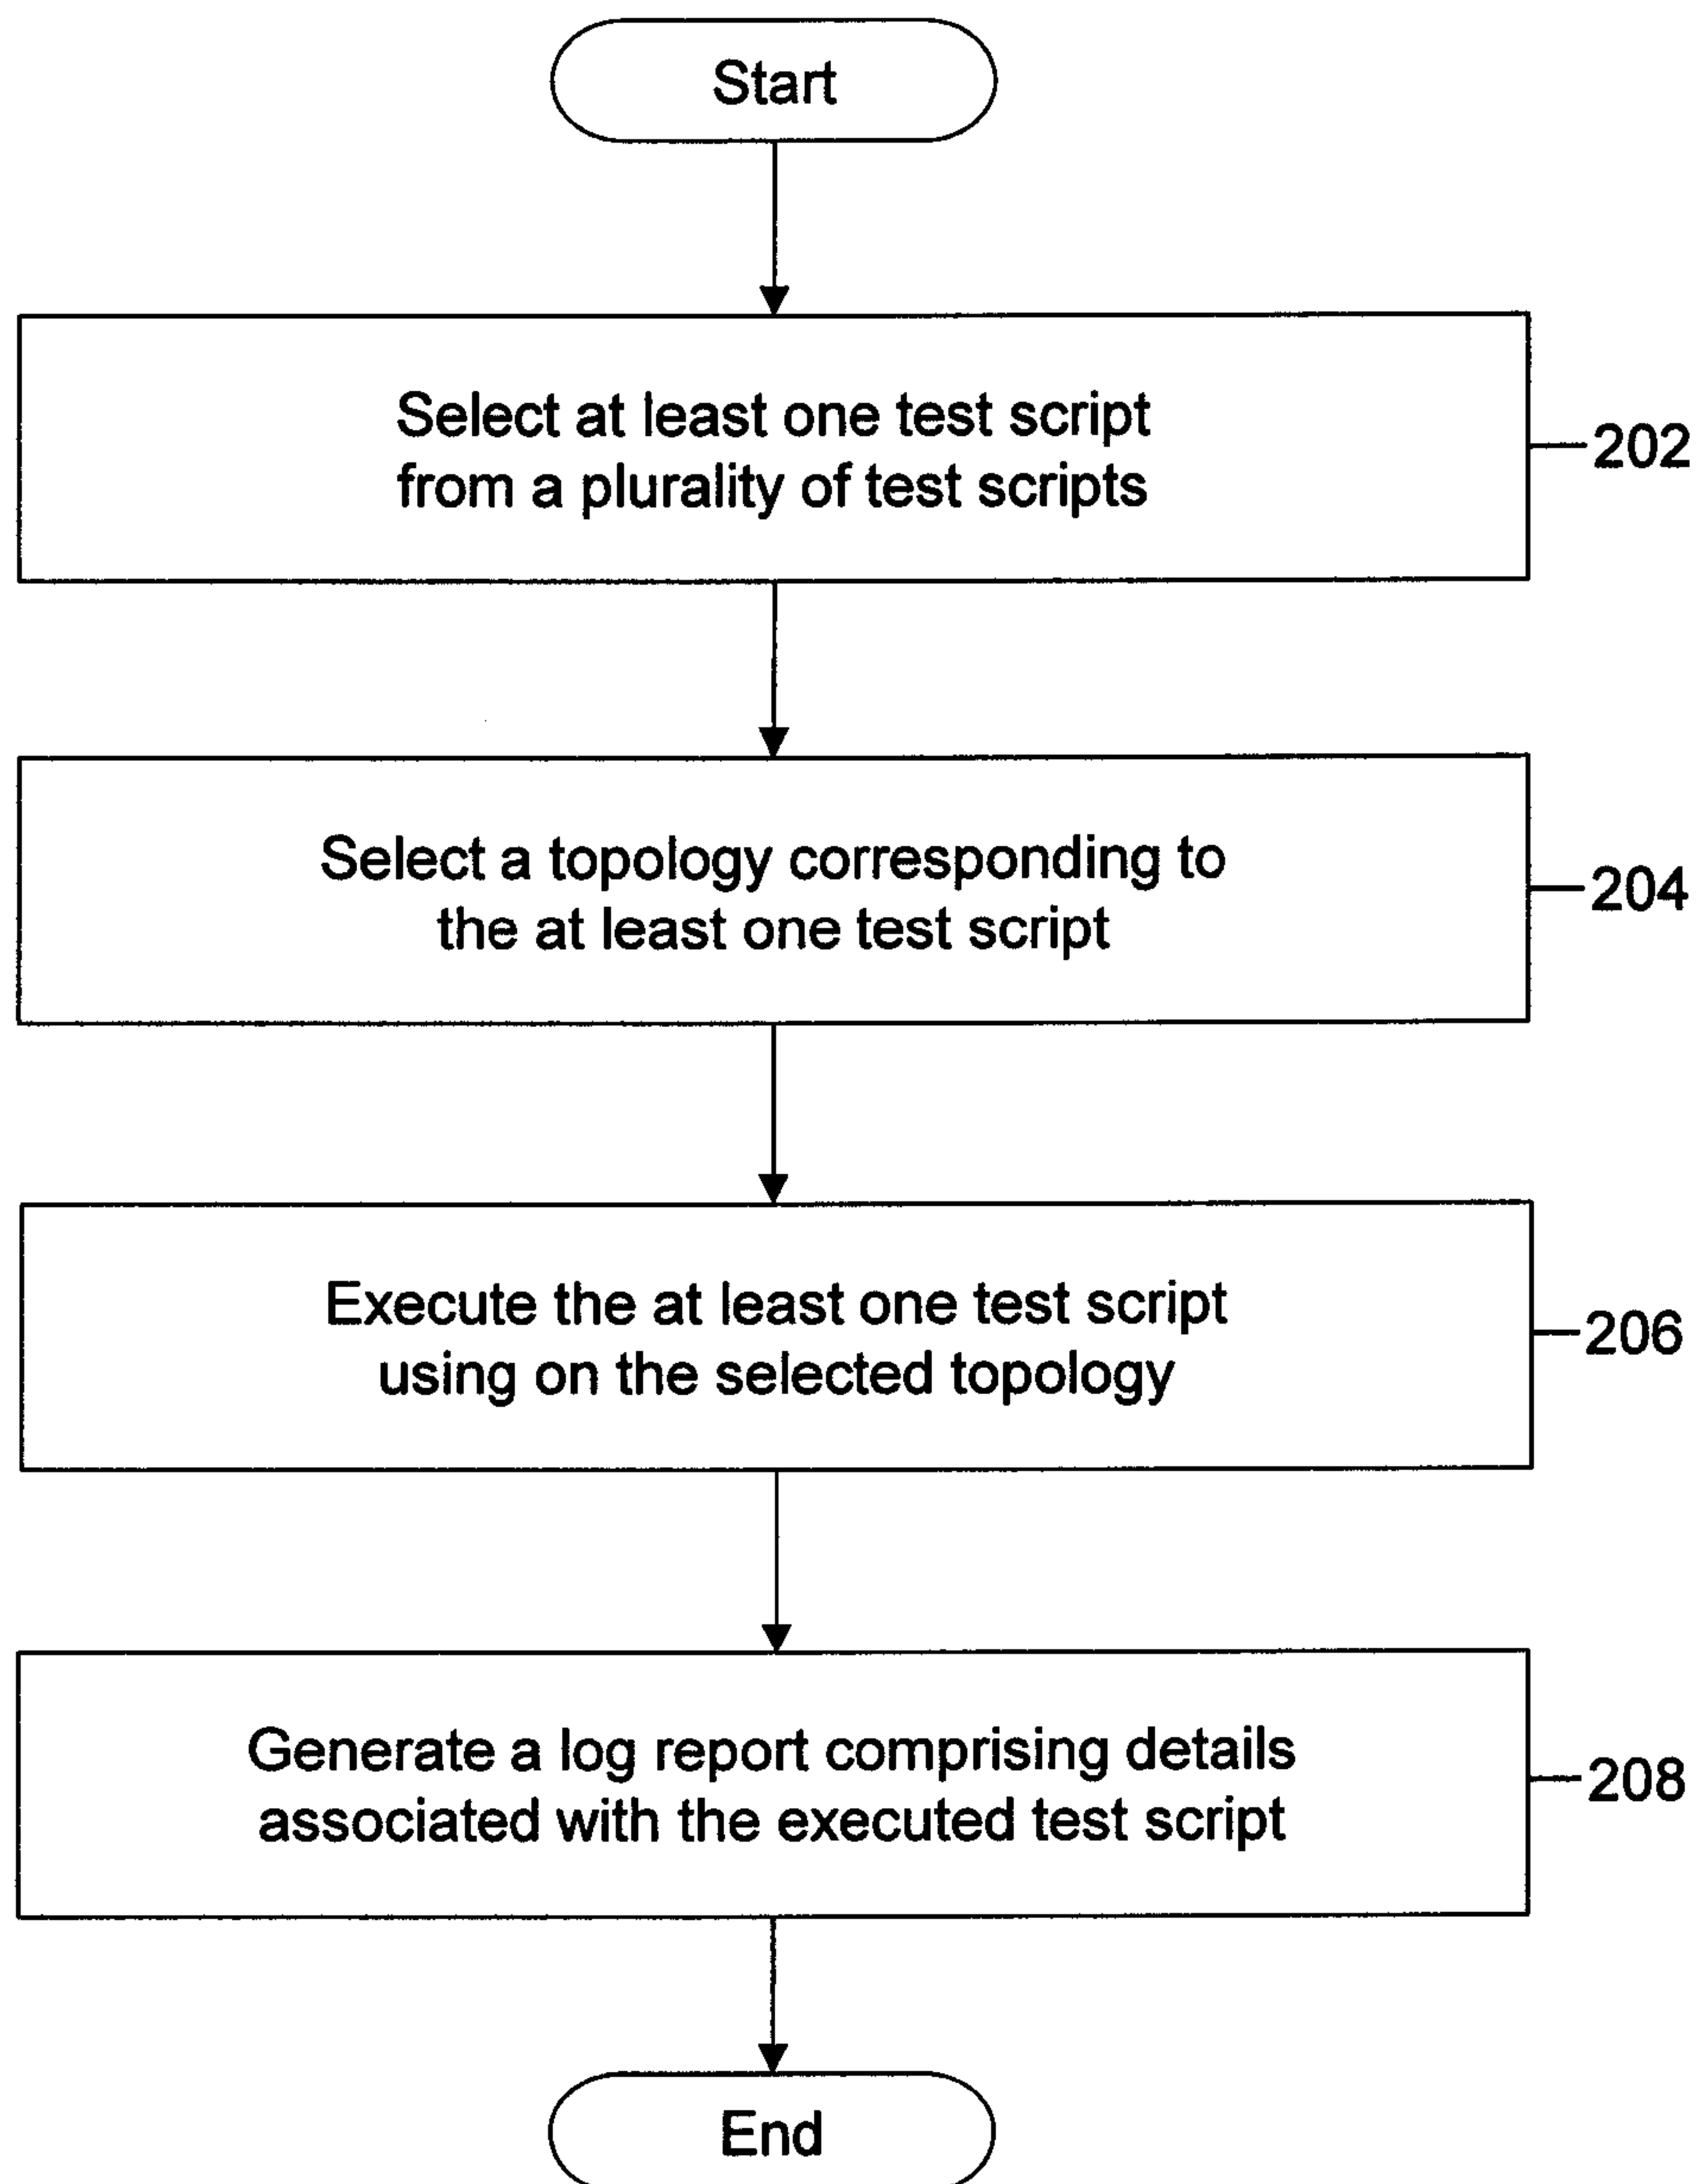 Start
Select at least one test script
from a plurality of test scripts
202
Select a topology corresponding to
the at least one test script
204
Execute the at least one test script
using on the selected topology
206
Generate a log report comprising details
associated with the executed test script
208
End